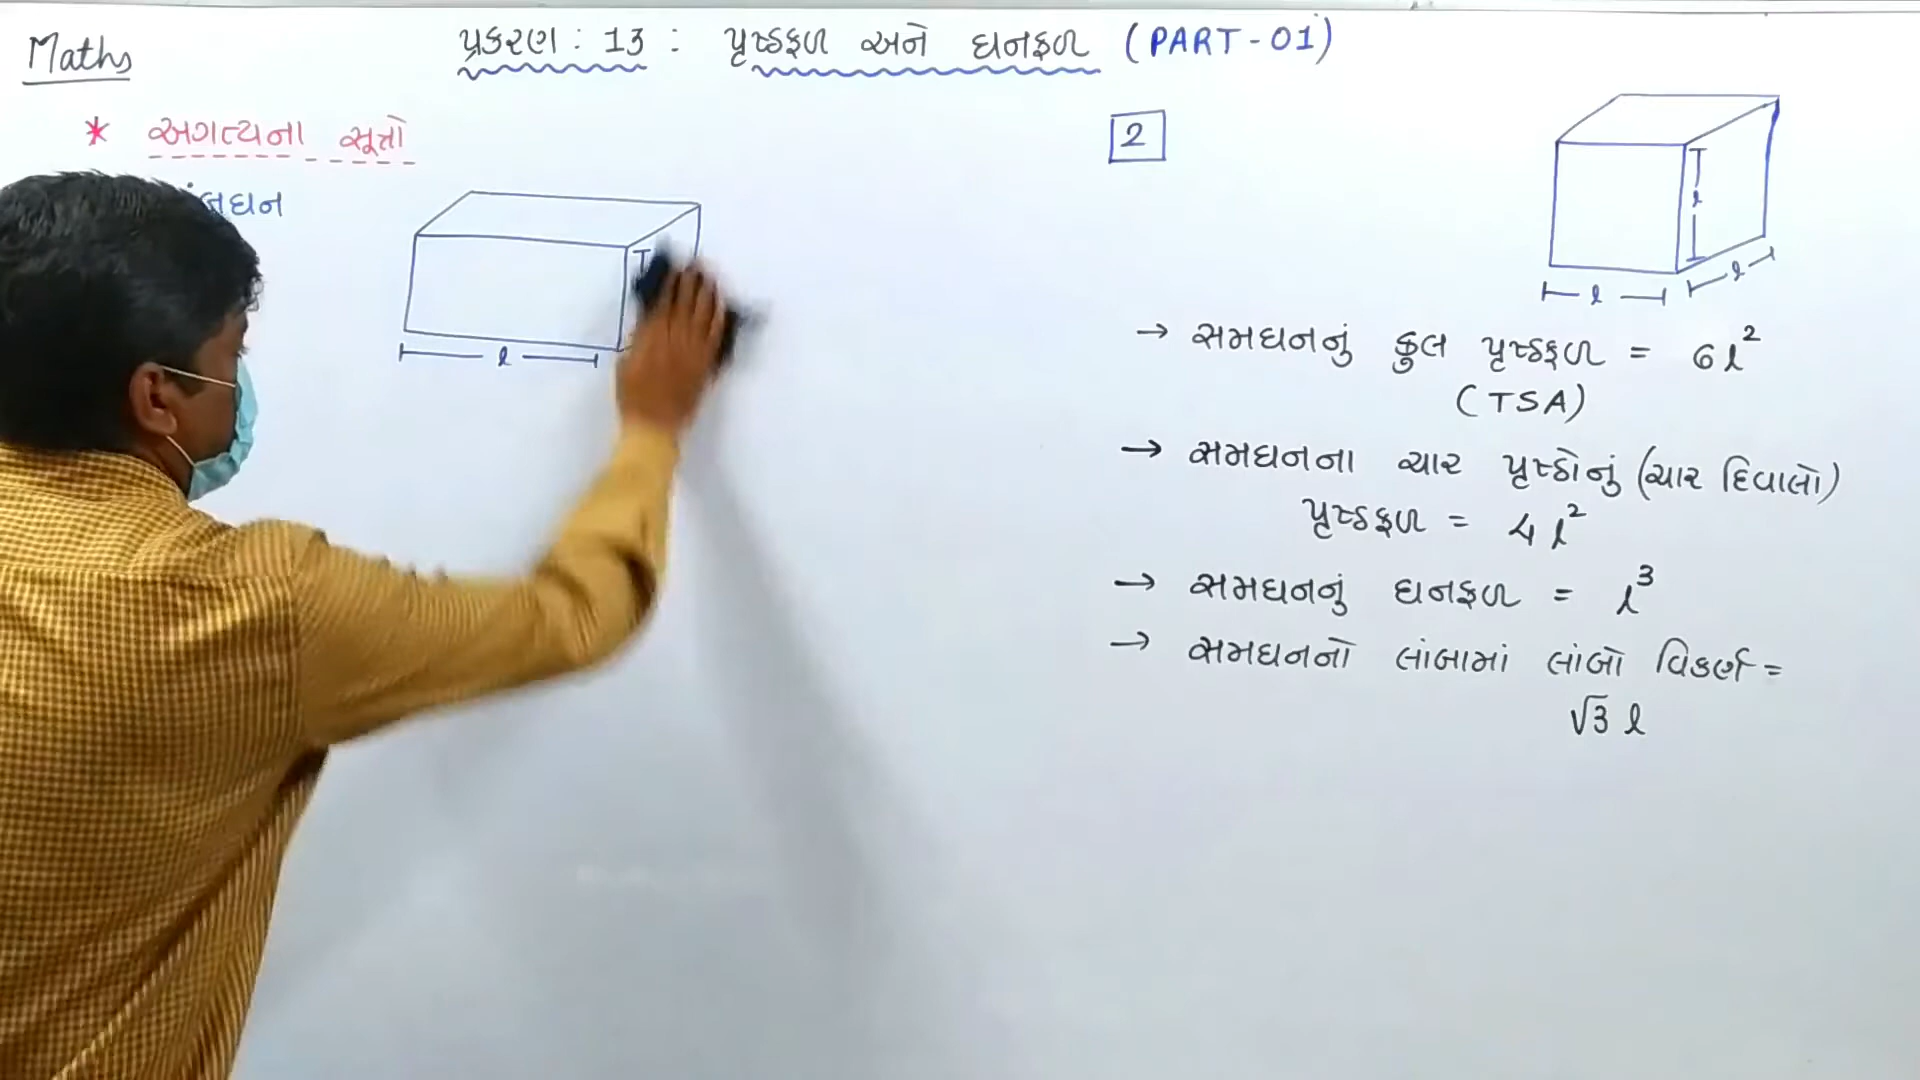 Maths
પ્રકરણ : 13 : પૃષ્ઠફળ અને ઘનફળ (PART-01)
* અગત્યના સૂત્રો
l
2
l
l
l
→ સમઘનનું કુલ પૃષ્ઠફળ = 6l²
(TSA)
→ સમઘનના ચાર પૃષ્ઠોનું (ચાર દિવાલો)
પૃષ્ઠફળ = 4l²
→ સમઘનનું ઘનફળ = l³
→ સમઘનનો લાંબામાં લાંબો વિકર્ણ =
√3 l